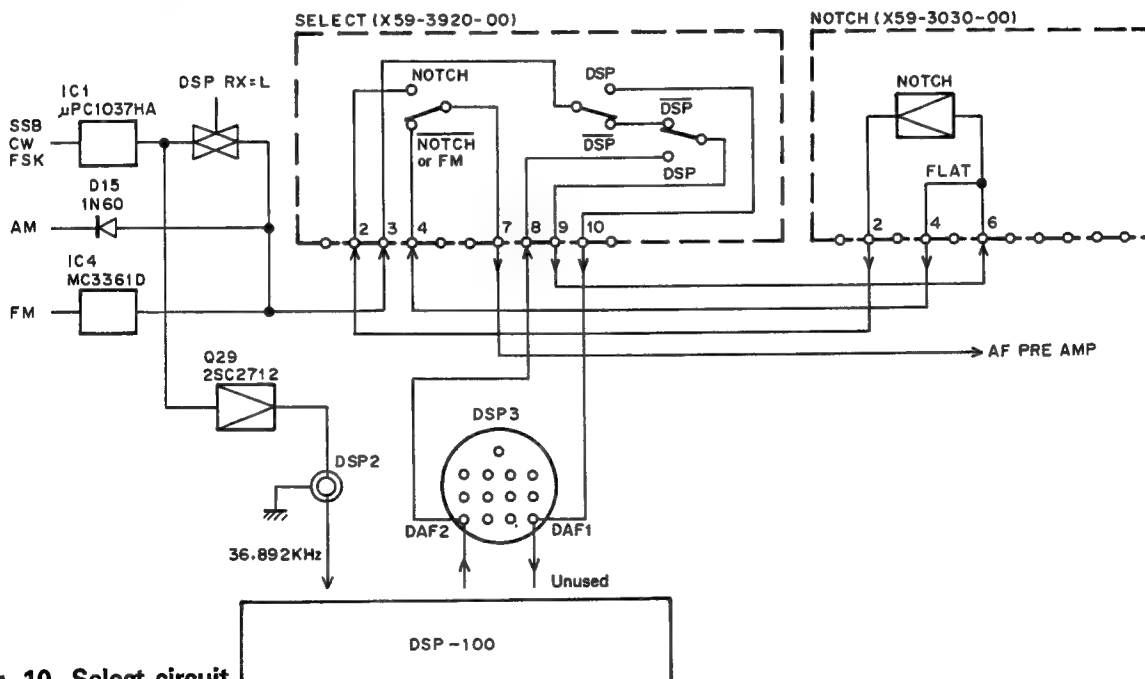 SELECT (X59-3920-00)
NOTCH (X59-3030-00)
IC1
μPC1037HA
DSP RX=L
SSB
CW
FSK
D15
1N60
AM
IC4
MC3361D
FM
NOTCH
NOTCH
or FM
DSP
DSP
DSP
DSP
2 3 4 7 8 9 10
NOTCH
FLAT
2 4 6
AF PRE AMP
Q29
2SC2712
DSP2
DSP3
DAF2
DAF1
36.892KHz
Unused
DSP-100
10 Select circuit